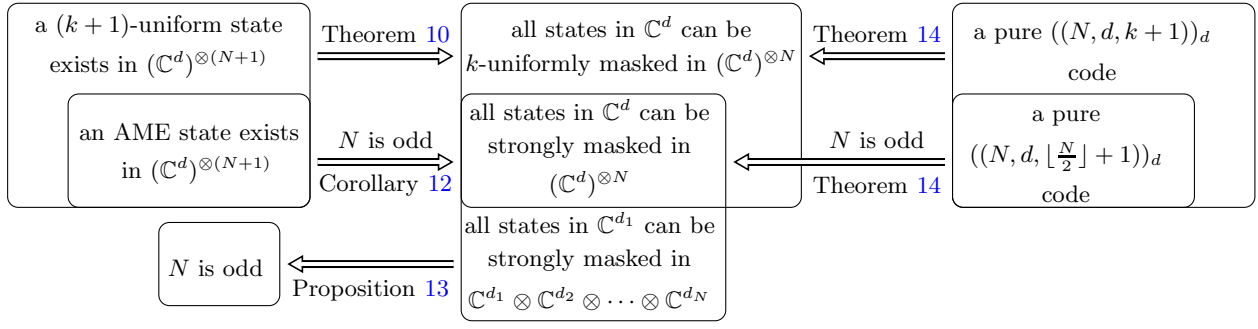 a (k + 1)-uniform state
exists in (ℂ^d)^{⊗(N+1)}
an AME state exists
in (ℂ^d)^{⊗(N+1)}
Theorem 10
N is odd
Corollary 12
all states in ℂ^d can be
k-uniformly masked in (ℂ^d)^{⊗N}
all states in ℂ^d can be
strongly masked in
(ℂ^d)^{⊗N}
all states in ℂ^{d_1} can be
strongly masked in
ℂ^{d_1} ⊗ ℂ^{d_2} ⊗ ⋯ ⊗ ℂ^{d_N}
Theorem 14
N is odd
Theorem 14
a pure ((N, d, k + 1))_d
code
a pure
((N, d, ⌊N/2⌋ + 1))_d
code
N is odd
Proposition 13